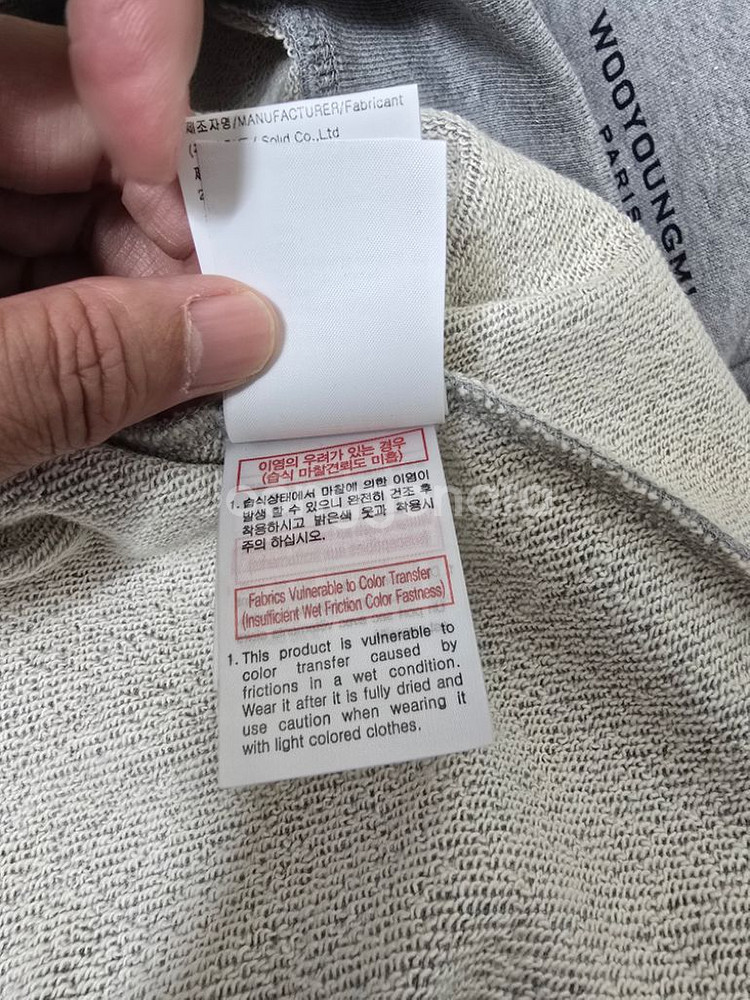 제조자명/MANUFACTURER/Fabricant
/ Solid Co.,Ltd
WOOYOUNGMI
PARIS
이염의 우려가 있는 경우
(습식 마찰견뢰도 미흡)
1. 습식상태에서 마찰에 의한 이염이
발생 할 수 있으니 완전히 건조 후
착용하시고 밝은색 옷과 착용시
주의 하십시오.
Fabrics Vulnerable to Color Transfer
(Insufficient Wet Friction Color Fastness)
1. This product is vulnerable to
color transfer caused by
frictions in a wet condition.
Wear it after it is fully dried and
use caution when wearing it
with light colored clothes.